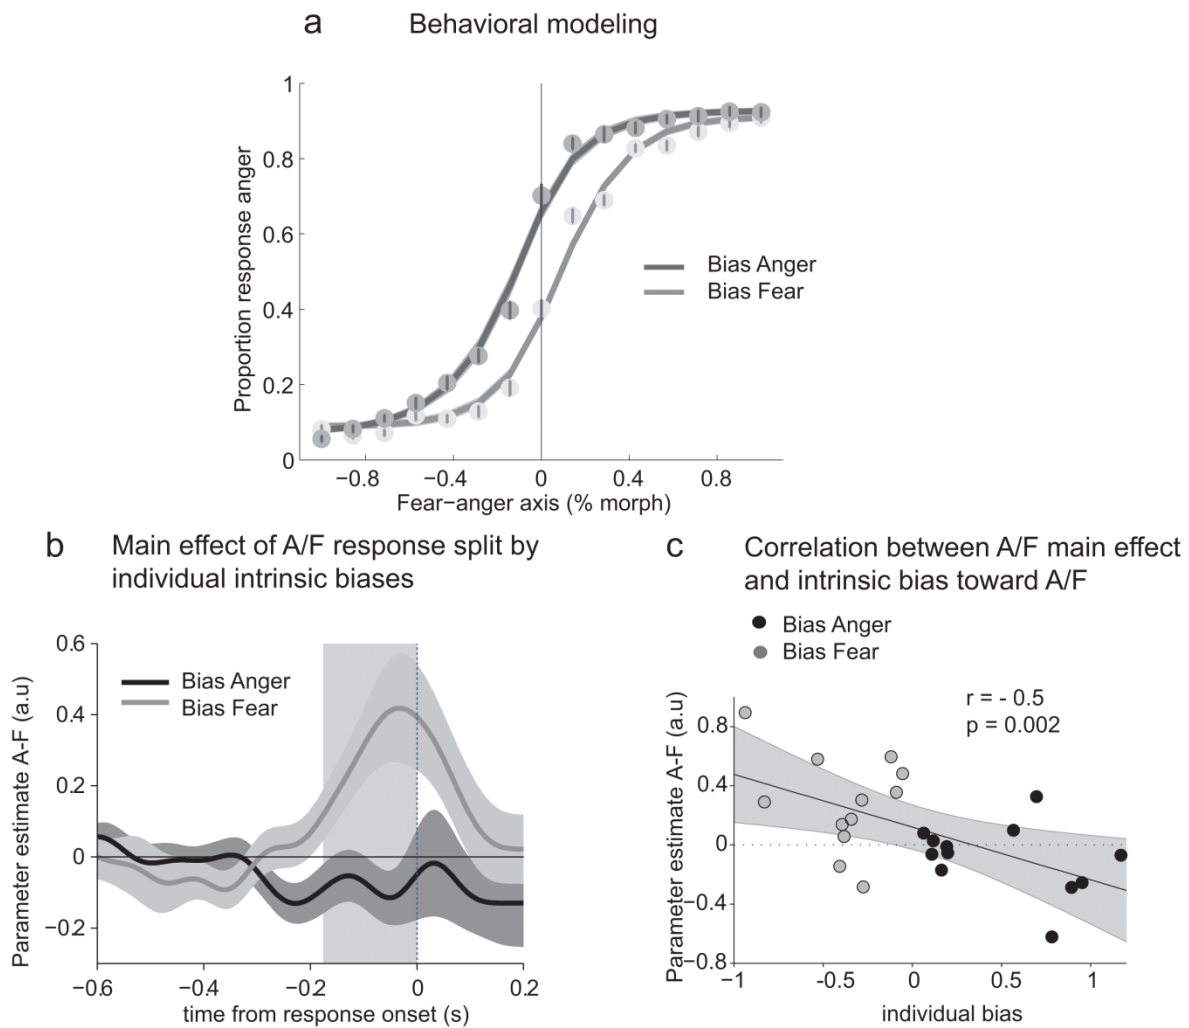 a Behavioral modeling
1
0.8
0.6
0.4
0.2
0
Proportion response anger
Bias Anger
Bias Fear
−0.8 −0.4 0 0.4 0.8
Fear−anger axis (% morph)
b Main effect of A/F response split by
individual intrinsic biases
0.6
0.4
0.2
0
−0.2
Parameter estimate A-F (a.u)
Bias Anger
Bias Fear
−0.6 −0.4 −0.2 0 0.2
time from response onset (s)
c Correlation between A/F main effect
and intrinsic bias toward A/F
Bias Anger
Bias Fear
r = - 0.5
p = 0.002
0.8
0.4
0
−0.4
−0.8
Parameter estimate A-F (a.u)
-1 -0.5 0 0.5 1
individual bias